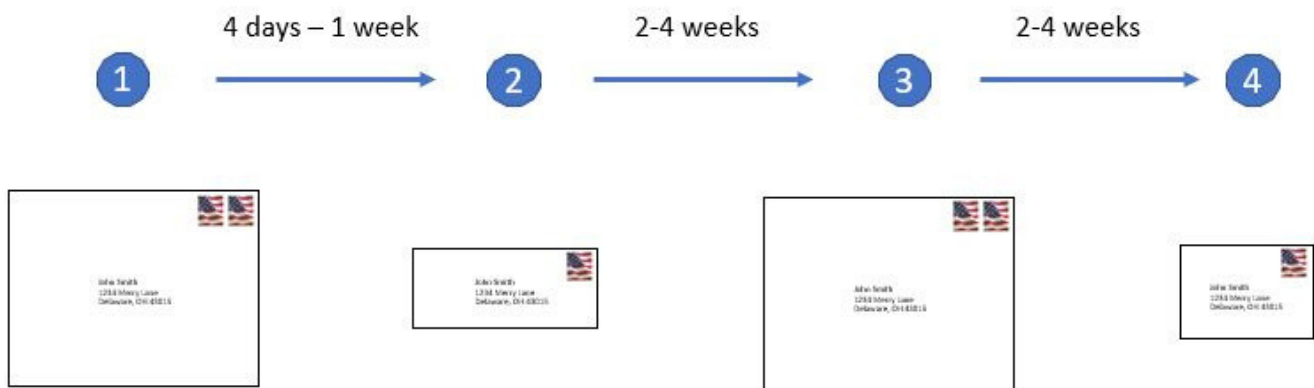 4 days – 1 week
2-4 weeks
2-4 weeks
1
2
3
4
John Smith
1234 Merry Lane
Delaware, OH 43015
John Smith
1234 Merry Lane
Delaware, OH 43015
John Smith
1234 Merry Lane
Delaware, OH 43015
John Smith
1234 Merry Lane
Delaware, OH 43015